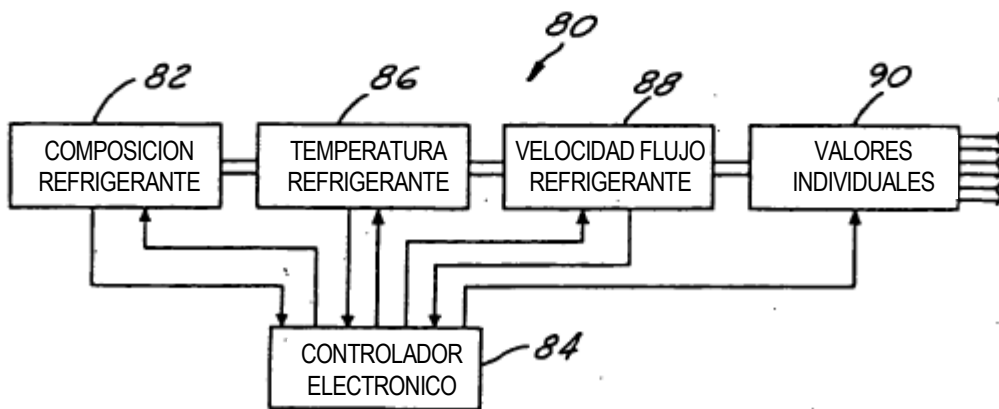 80
82
86
88
90
COMPOSICION
REFRIGERANTE
TEMPERATURA
REFRIGERANTE
VELOCIDAD FLUJO
REFRIGERANTE
VALORES
INDIVIDUALES
CONTROLADOR
ELECTRONICO
84